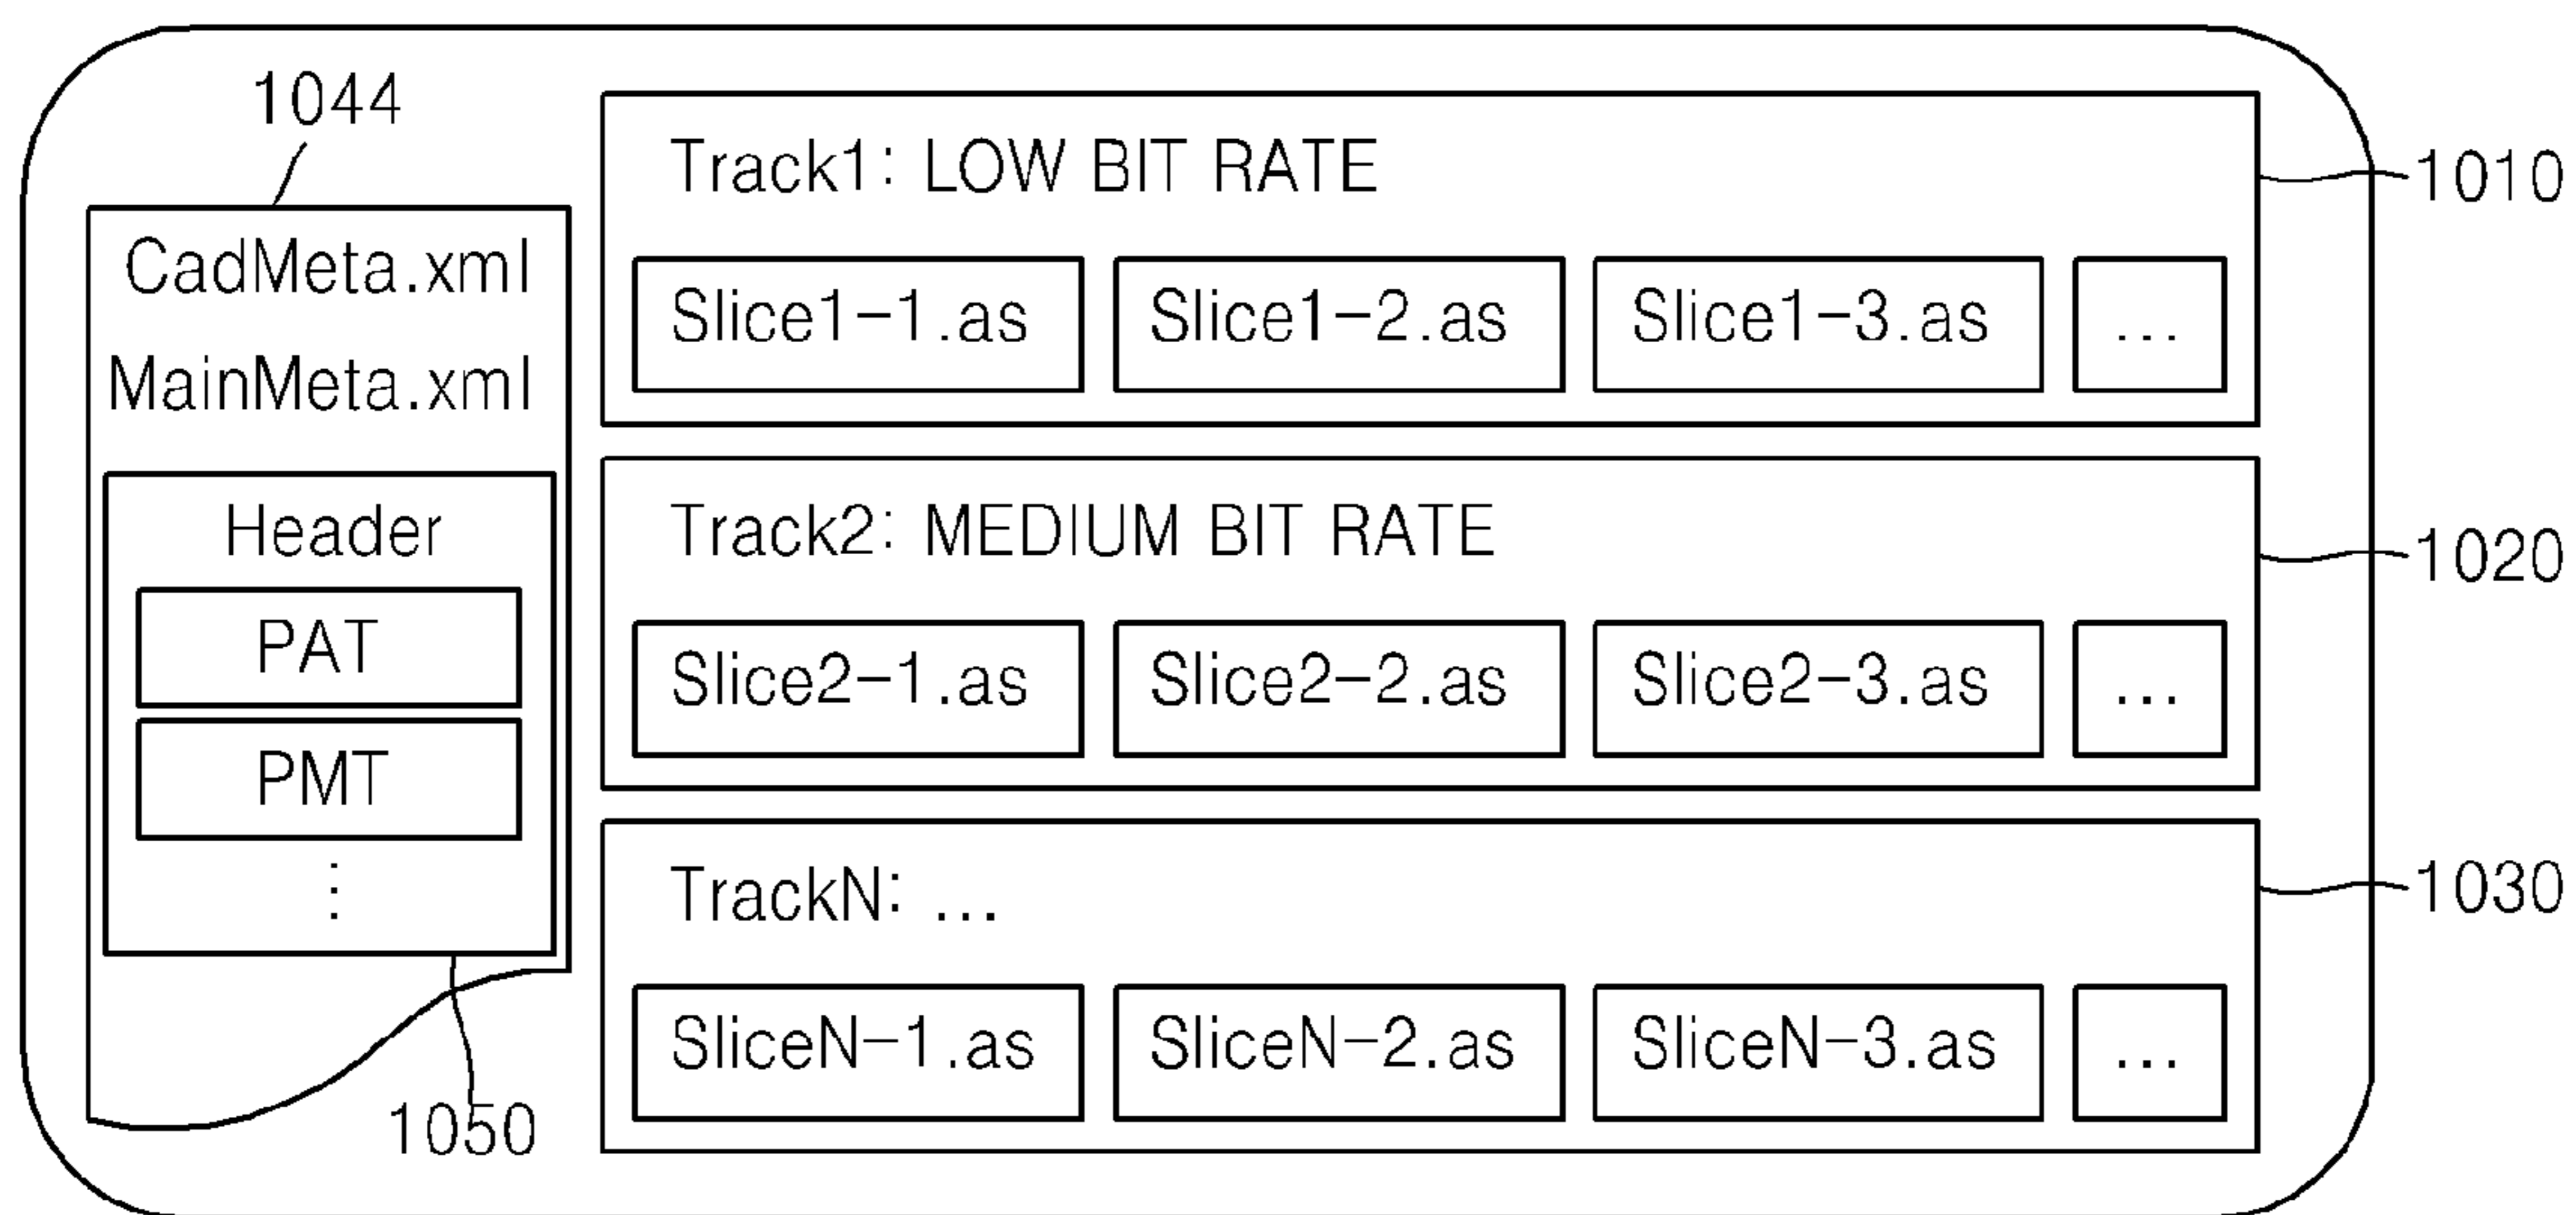 1044
CadMeta.xml
MainMeta.xml
Header
PAT
PMT
⋮
1050
Track1: LOW BIT RATE
1010
Slice1-1.as
Slice1-2.as
Slice1-3.as
...
Track2: MEDIUM BIT RATE
1020
Slice2-1.as
Slice2-2.as
Slice2-3.as
...
TrackN: ...
1030
SliceN-1.as
SliceN-2.as
SliceN-3.as
...